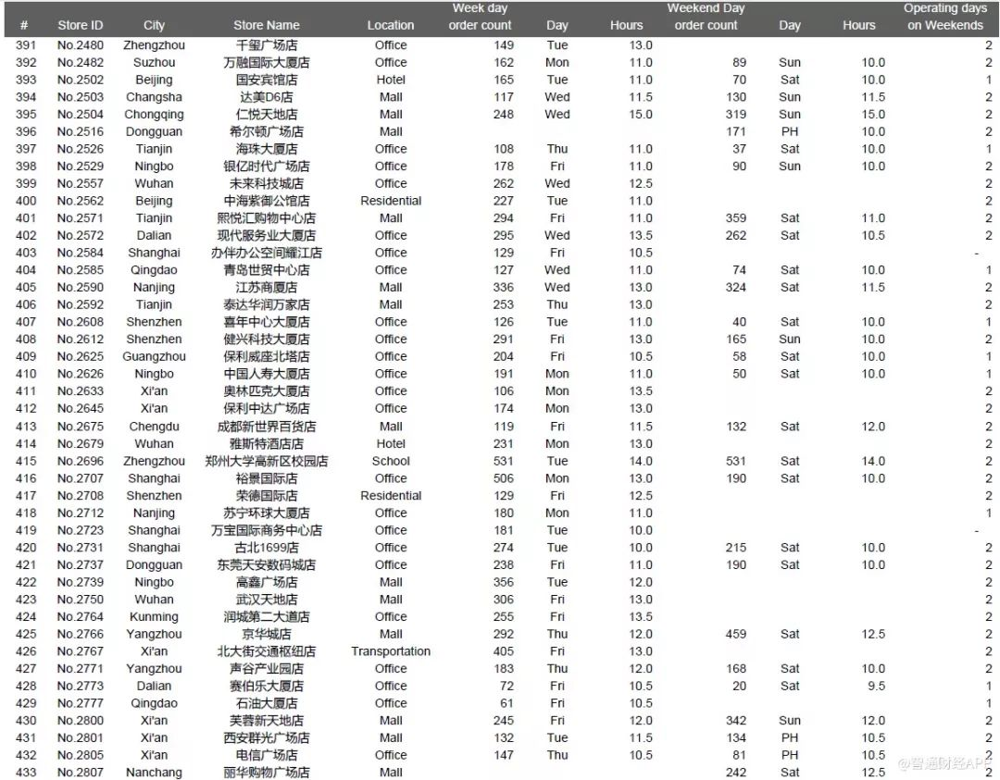 Week day Weekend Day Operating days
# Store ID City Store Name Location order count Day Hours order count Day Hours on Weekends
391 No.2480 Zhengzhou 千玺广场店 Office 149 Tue 13.0 2
392 No.2482 Suzhou 万融国际大厦店 Office 162 Mon 11.0 89 Sun 10.0 2
393 No.2502 Beijing 国安宾馆店 Hotel 165 Tue 11.0 70 Sat 10.0 1
394 No.2503 Changsha 达美D6店 Mall 117 Wed 11.5 130 Sun 11.5 2
395 No.2504 Chongqing 仁悦天地店 Mall 248 Wed 15.0 319 Sun 15.0 2
396 No.2516 Dongguan 希尔顿广场店 Mall 171 PH 10.0 2
397 No.2526 Tianjin 海珠大厦店 Office 108 Thu 11.0 37 Sat 10.0 1
398 No.2529 Ningbo 银亿时代广场店 Office 178 Fri 11.0 90 Sun 10.0 2
399 No.2557 Wuhan 未来科技城店 Office 262 Wed 12.5 2
400 No.2562 Beijing 中海紫御公馆店 Residential 227 Tue 11.0 2
401 No.2571 Tianjin 熙悦汇购物中心店 Mall 294 Fri 11.0 359 Sat 11.0 2
402 No.2572 Dalian 现代服务业大厦店 Office 295 Wed 13.5 262 Sat 10.5 2
403 No.2584 Shanghai 办伴办公空间耀江店 Office 129 Fri 10.5 -
404 No.2585 Qingdao 青岛世贸中心店 Office 127 Wed 11.0 74 Sat 10.0 1
405 No.2590 Nanjing 江苏商厦店 Mall 336 Wed 13.0 324 Sat 11.5 2
406 No.2592 Tianjin 泰达华润万家店 Mall 253 Thu 13.0 2
407 No.2608 Shenzhen 喜年中心大厦店 Office 126 Tue 11.0 40 Sat 10.0 1
408 No.2612 Shenzhen 健兴科技大厦店 Office 291 Fri 13.0 165 Sun 10.0 2
409 No.2625 Guangzhou 保利威座北塔店 Office 204 Fri 10.5 58 Sat 10.0 1
410 No.2626 Ningbo 中国人寿大厦店 Office 191 Mon 11.0 50 Sat 10.0 1
411 No.2633 Xi'an 奥林匹克大厦店 Office 106 Mon 13.5 2
412 No.2645 Xi'an 保利中达广场店 Office 174 Mon 13.0 2
413 No.2675 Chengdu 成都新世界百货店 Mall 119 Fri 11.5 132 Sat 12.0 2
414 No.2679 Wuhan 雅斯特酒店店 Hotel 231 Mon 13.0 2
415 No.2696 Zhengzhou 郑州大学高新区校园店 School 531 Tue 14.0 531 Sat 14.0 2
416 No.2707 Shanghai 裕景国际店 Office 506 Mon 13.0 190 Sat 10.0 2
417 No.2708 Shenzhen 荣德国际店 Residential 129 Fri 12.5 2
418 No.2712 Nanjing 苏宁环球大厦店 Office 180 Mon 11.0 1
419 No.2723 Shanghai 万宝国际商务中心店 Office 181 Tue 10.0 -
420 No.2731 Shanghai 古北1699店 Office 274 Tue 10.0 215 Sat 10.0 2
421 No.2737 Dongguan 东莞天安数码城店 Office 238 Fri 11.0 190 Sat 10.0 2
422 No.2739 Ningbo 高鑫广场店 Mall 356 Tue 12.0 2
423 No.2750 Wuhan 武汉天地店 Mall 306 Fri 13.0 2
424 No.2764 Kunming 润城第二大道店 Office 255 Fri 13.5 2
425 No.2766 Yangzhou 京华城店 Mall 292 Thu 12.0 459 Sat 12.5 2
426 No.2767 Xi'an 北大街交通枢纽店 Transportation 405 Fri 13.0 2
427 No.2771 Yangzhou 声谷产业园店 Office 183 Thu 12.0 168 Sat 10.0 2
428 No.2773 Dalian 赛伯乐大厦店 Office 72 Fri 10.5 20 Sat 9.5 1
429 No.2777 Qingdao 石油大厦店 Office 61 Fri 10.5 1
430 No.2800 Xi'an 芙蓉新天地店 Mall 245 Fri 12.0 342 Sun 12.0 2
431 No.2801 Xi'an 西安群光广场店 Mall 132 Tue 11.5 134 PH 10.5 2
432 No.2805 Xi'an 电信广场店 Office 147 Thu 10.5 81 PH 10.5 2
433 No.2807 Nanchang 丽华购物广场店 Mall 242 Sat 12.5 2
@智通财经APP